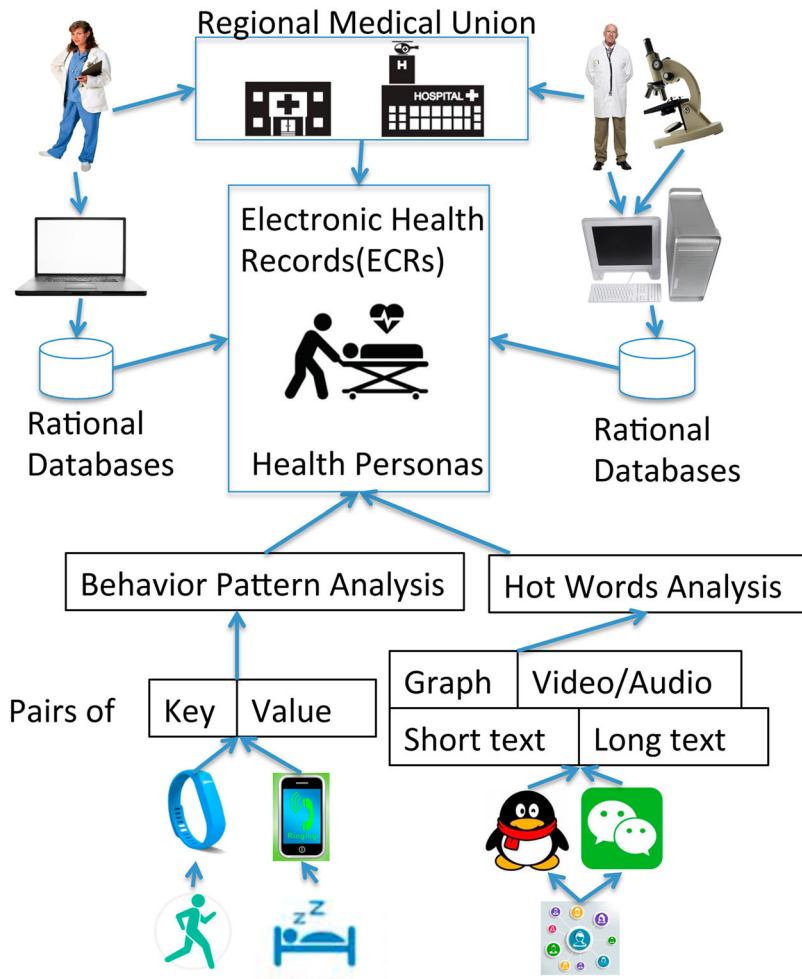 Regional Medical Union
H
HOSPITAL
Electronic Health
Records(ECRs)
Health Personas
Rational
Databases
Rational
Databases
Behavior Pattern Analysis
Hot Words Analysis
Pairs of
Key
Value
Graph
Video/Audio
Short text
Long text
Ringing
z z z